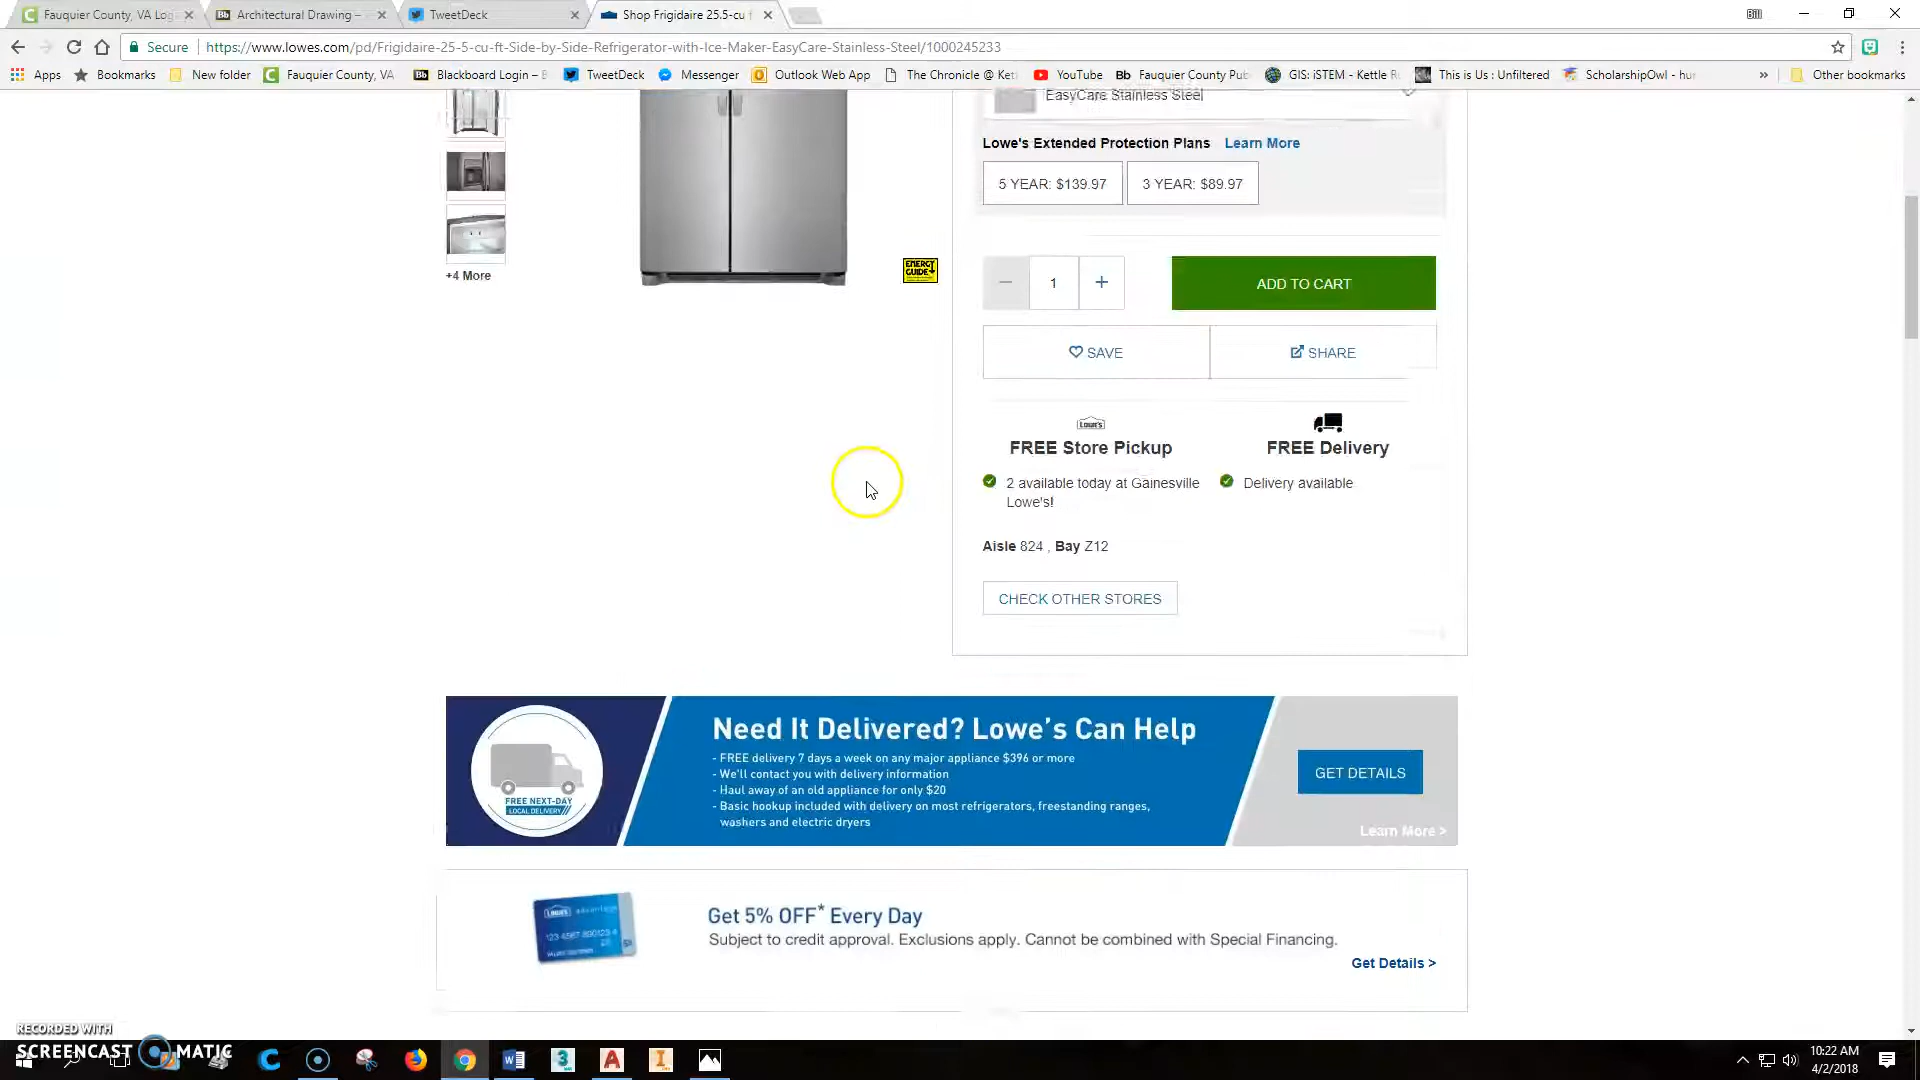 Fauquier County, VA Log
Architectural Drawing –
TweetDeck
Shop Frigidaire 25.5-cu f
Bill
Secure
https://www.lowes.com/pd/Frigidaire-25-5-cu-ft-Side-by-Side-Refrigerator-with-Ice-Maker-EasyCare-Stainless-Steel/1000245233
Apps
Bookmarks
New folder
Fauquier County, VA
Bb
Blackboard Login – B
TweetDeck
Messenger
Outlook Web App
The Chronicle @ Kett
YouTube
Bb
Fauquier County Pub
GIS: iSTEM - Kettle R
This is Us : Unfiltered
ScholarshipOwl - hun
»
Other bookmarks
EasyCare Stainless Steel
Lowe's Extended Protection Plans Learn More
5 YEAR: $139.97
3 YEAR: $89.97
+4 More
ENERGY
GUIDE
1
ADD TO CART
SAVE
SHARE
LOWE'S
FREE Store Pickup
FREE Delivery
2 available today at Gainesville
Lowe's!
Delivery available
Aisle 824 , Bay Z12
CHECK OTHER STORES
Need It Delivered? Lowe's Can Help
- FREE delivery 7 days a week on any major appliance $396 or more
- We'll contact you with delivery information
- Haul away of an old appliance for only $20
- Basic hookup included with delivery on most refrigerators, freestanding ranges,
washers and electric dryers
FREE NEXT-DAY
LOCAL DELIVERY
GET DETAILS
Learn More >
Get 5% OFF* Every Day
Subject to credit approval. Exclusions apply. Cannot be combined with Special Financing.
Get Details >
RECORDED WITH
SCREENCAST MATIC
10:22 AM
4/2/2018